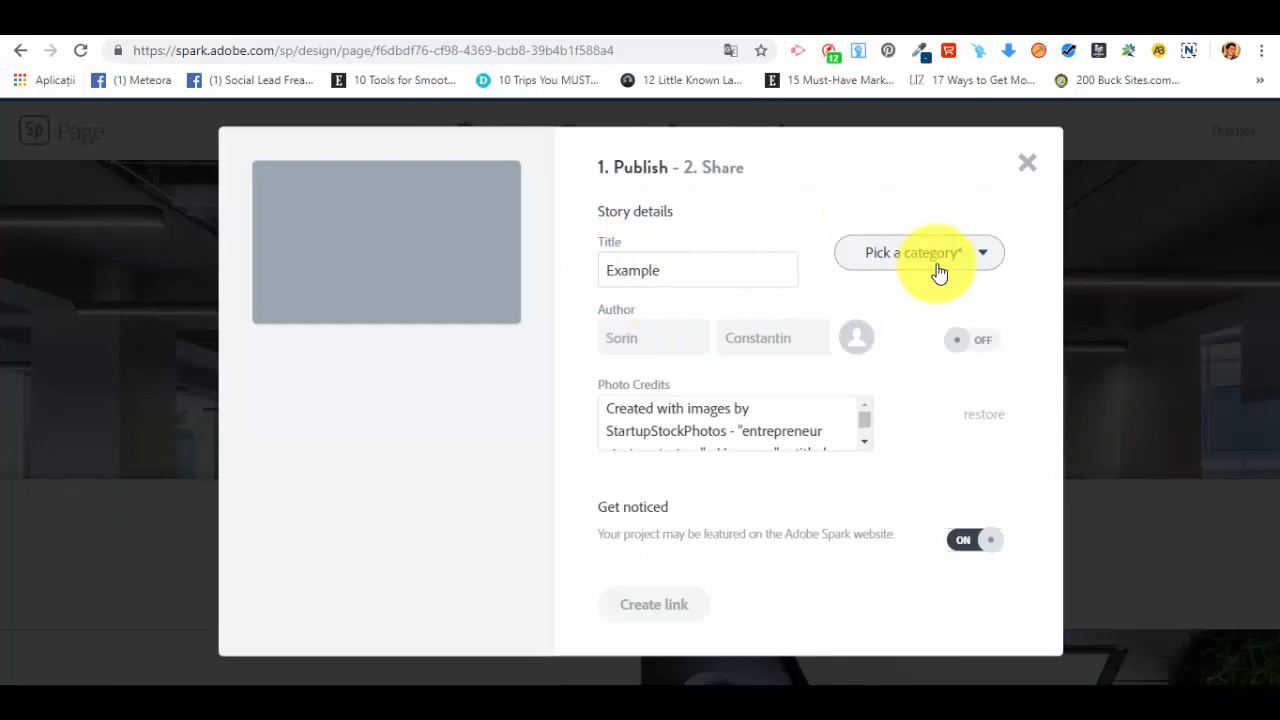 https://spark.adobe.com/sp/design/page/f6dbdf76-cf98-4369-bcb8-39b4b1f588a4
12
Aplicații
(1) Meteora
(1) Social Lead Frea...
10 Tools for Smoot...
10 Trips You MUST...
12 Little Known La...
15 Must-Have Mark...
17 Ways to Get Mo...
200 Buck Sites.com...
»
Sp Page
Themes
1. Publish - 2. Share
Story details
Title
Pick a category*
Example
Author
Sorin
Constantin
OFF
Photo Credits
Created with images by
StartupStockPhotos - "entrepreneur
restore
Get noticed
Your project may be featured on the Adobe Spark website.
ON
Create link